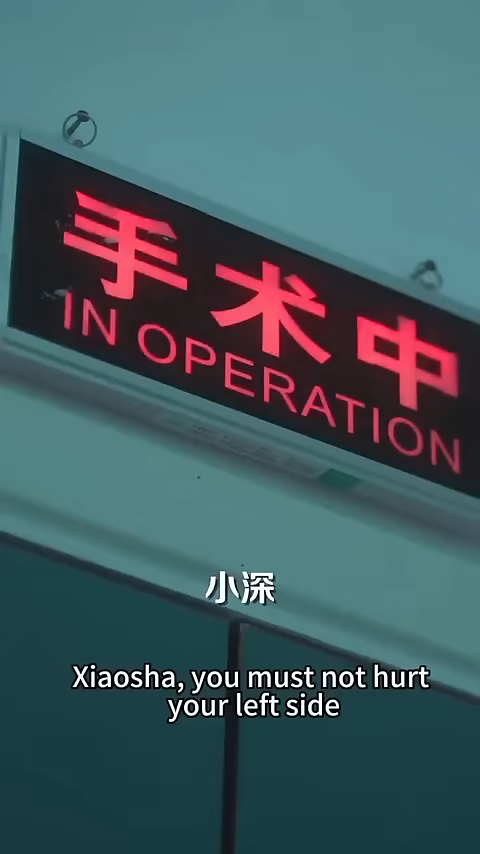 手术中
IN OPERATION
小深
Xiaosha, you must not hurt
your left side